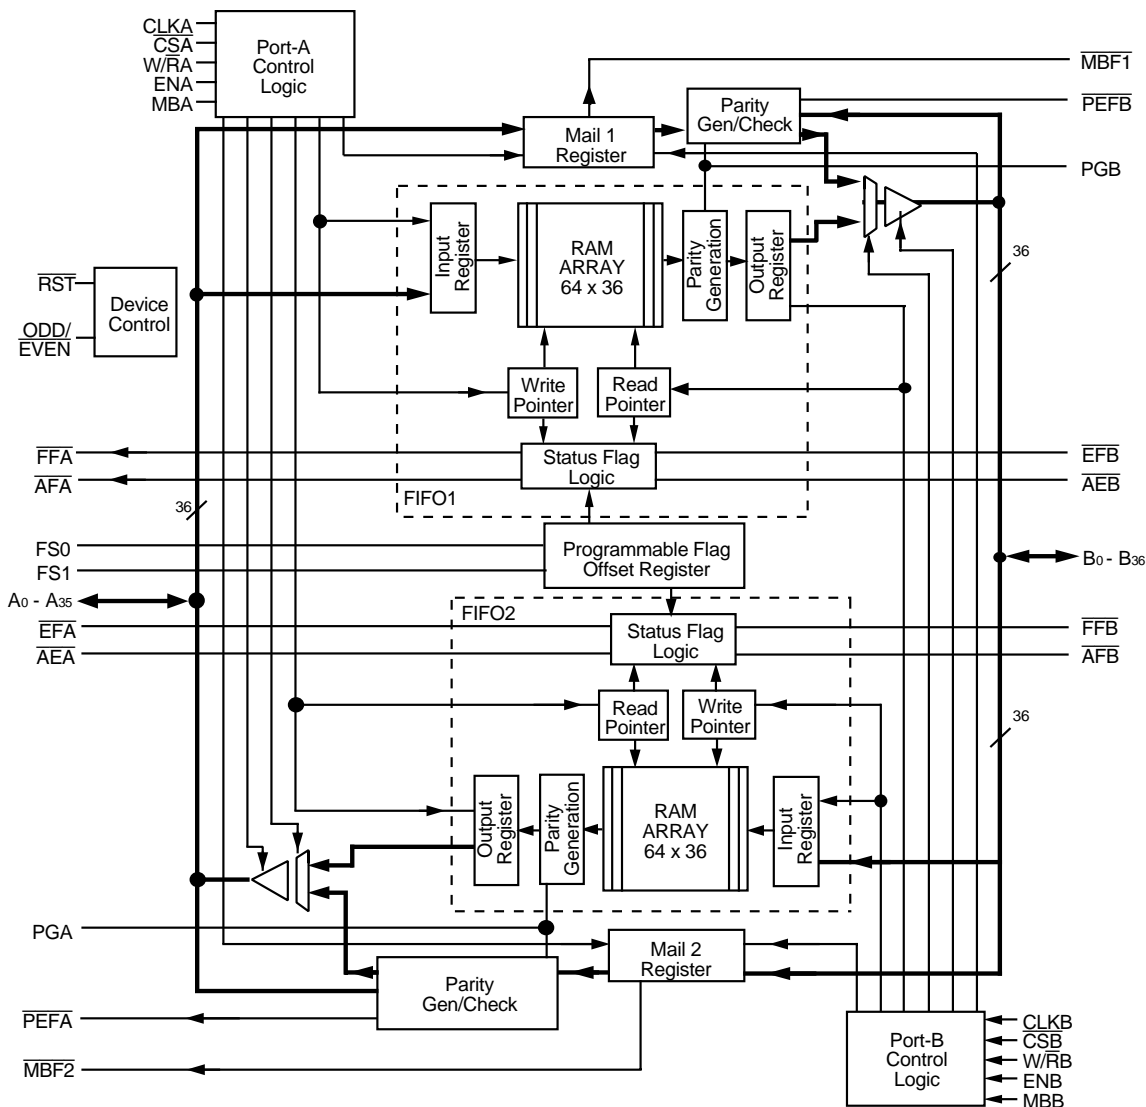 CLKA
CSA
W/RA
ENA
MBA
Port-A
Control
Logic
MBF1
PEFB
PGB
Mail 1
Register
Parity
Gen/Check
Input
Register
RAM
ARRAY
64 x 36
Parity
Generation
Output
Register
36
RST
ODD/
EVEN
Device
Control
Write
Pointer
Read
Pointer
FFA
AFA
Status Flag
Logic
EFB
AEB
FIFO1
36
FS0
FS1
Programmable Flag
Offset Register
A0 - A35
B0 - B36
FIFO2
EFA
AEA
Status Flag
Logic
FFB
AFB
Read
Pointer
Write
Pointer
36
Output
Register
Parity
Generation
RAM
ARRAY
64 x 36
Input
Register
PGA
Mail 2
Register
Parity
Gen/Check
PEFA
MBF2
Port-B
Control
Logic
CLKB
CSB
W/RB
ENB
MBB